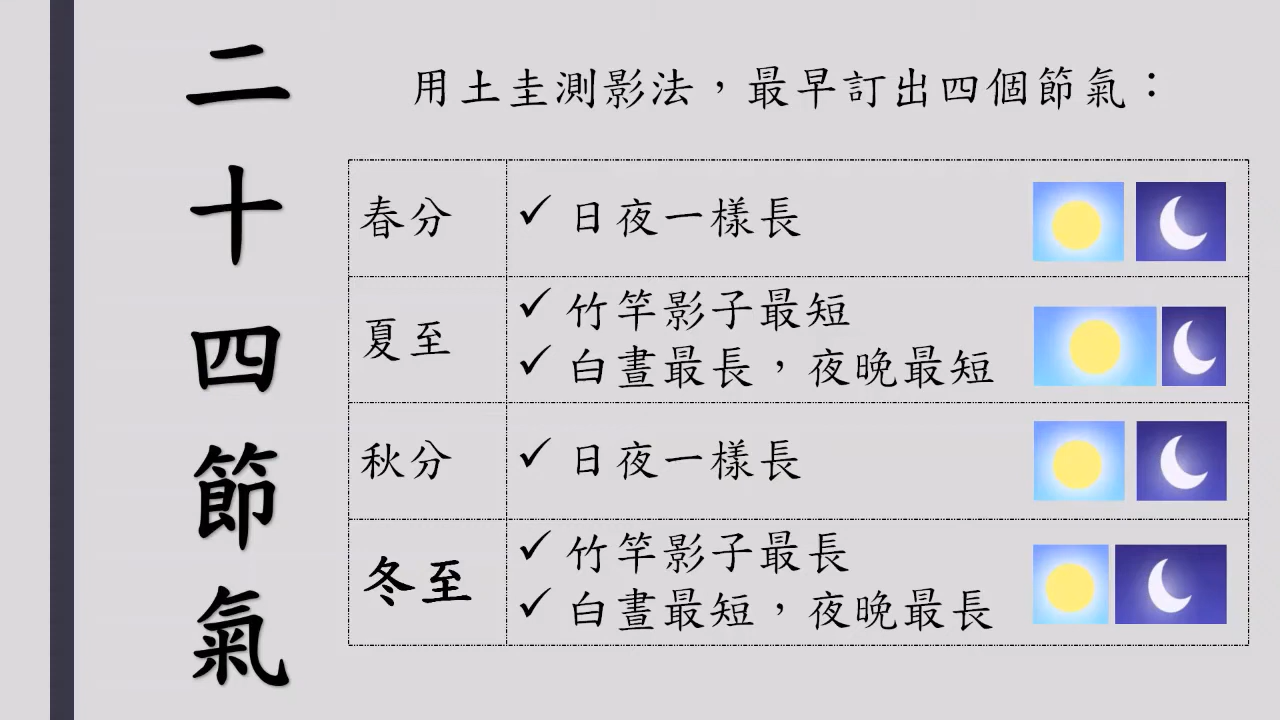 二十四節氣
用土圭測影法，最早訂出四個節氣：
春分
✓ 日夜一樣長
夏至
✓ 竹竿影子最短
✓ 白晝最長，夜晚最短
秋分
✓ 日夜一樣長
冬至
✓ 竹竿影子最長
✓ 白晝最短，夜晚最長